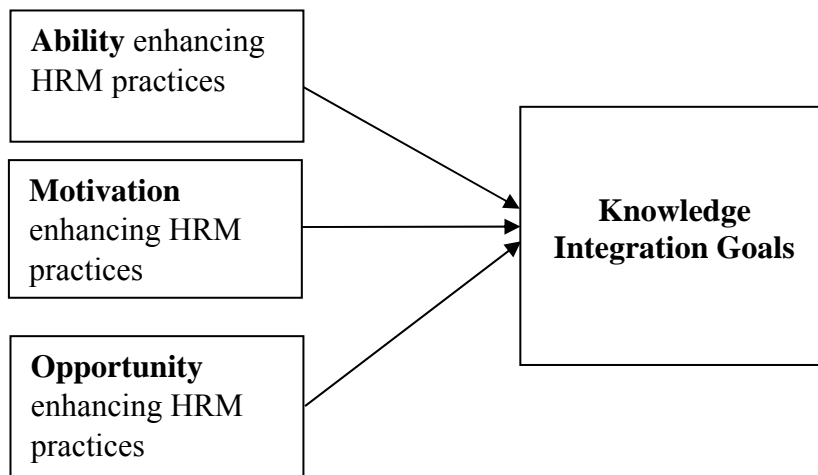 Ability enhancing
HRM practices
Motivation
enhancing HRM
practices
Opportunity
enhancing HRM
practices
Knowledge
Integration Goals